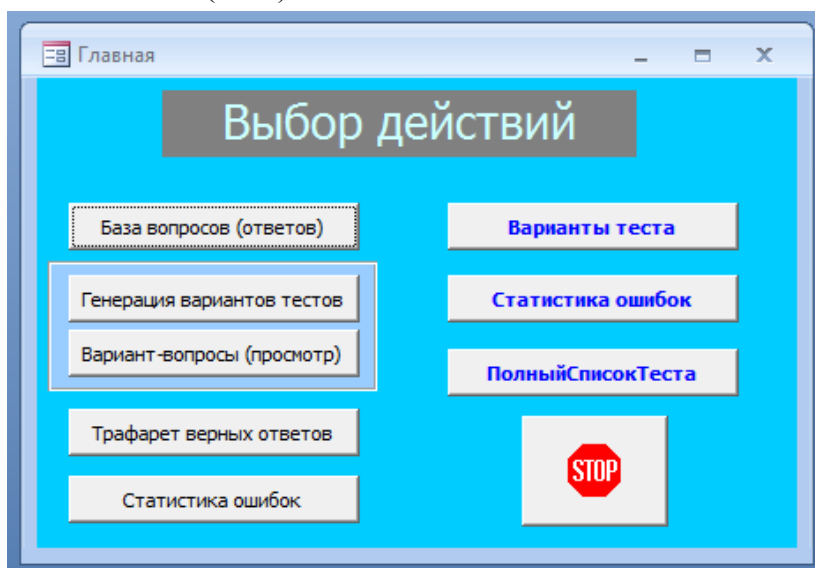 Главная
Выбор действий
База вопросов (ответов)
Генерация вариантов тестов
Вариант-вопросы (просмотр)
Трафарет верных ответов
Статистика ошибок
Варианты теста
Статистика ошибок
ПолныйСписокТеста
STOP